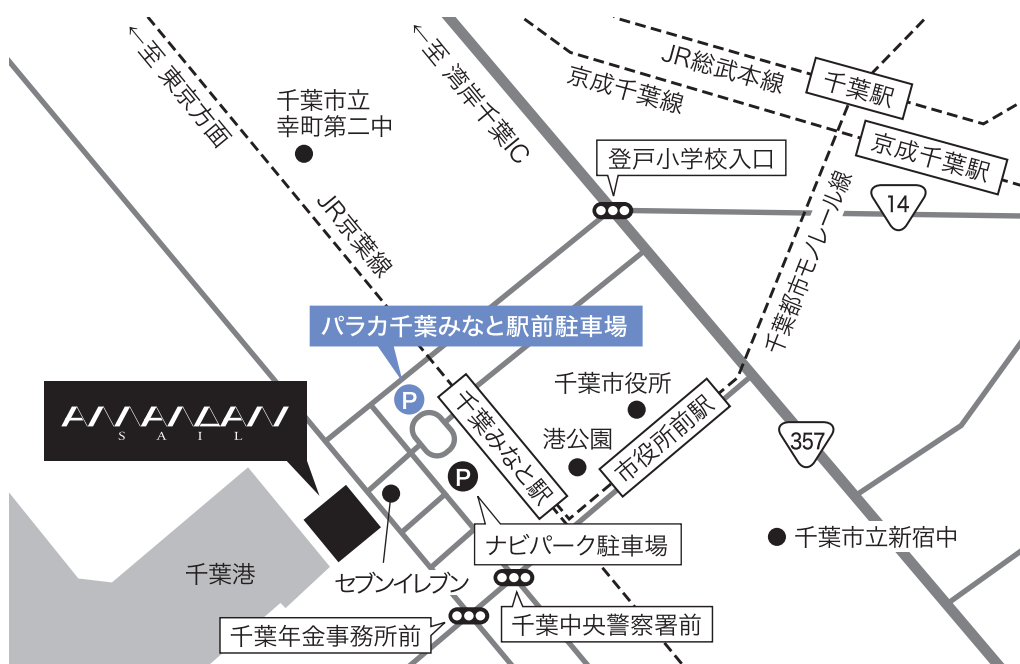 ←至 東京方面
←至 湾岸千葉IC
JR総武本線
京成千葉線
千葉駅
京成千葉駅
千葉市立
幸町第二中
登戸小学校入口
14
JR京葉線
千葉都市モノレール線
パラカ千葉みなと駅前駐車場
P
千葉市役所
AMANDAN
SAIL
千葉みなと駅
港公園
市役所前駅
357
P
千葉市立新宿中
ナビパーク駐車場
千葉港
セブンイレブン
千葉年金事務所前
千葉中央警察署前